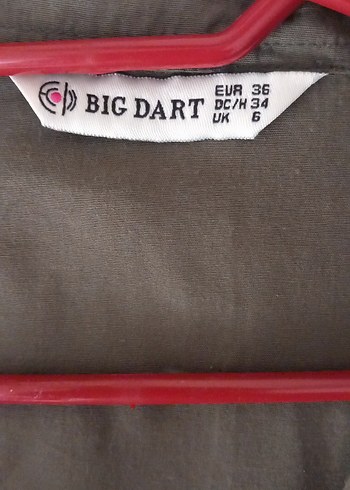 BIG DART
EUR 36
DC/H 34
UK 6